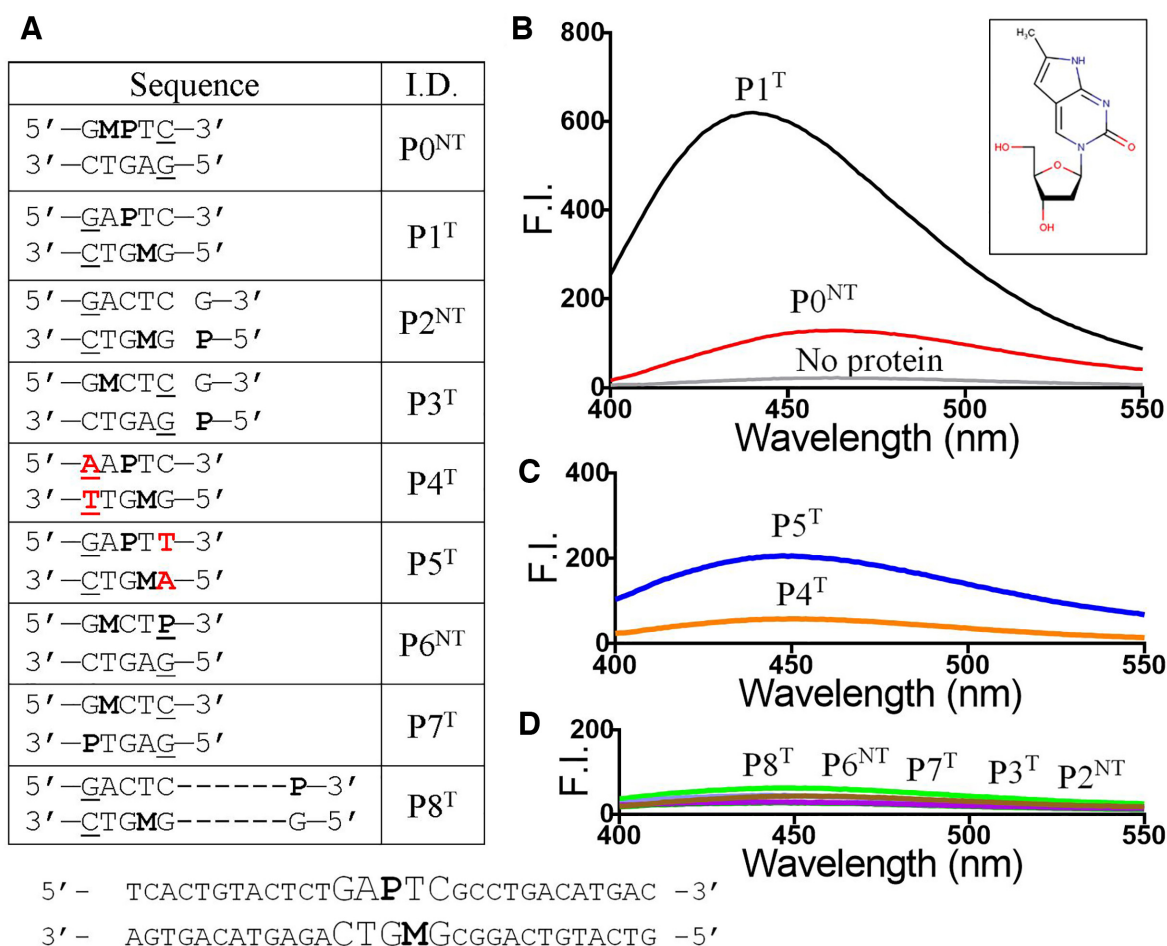 A
Sequence I.D.
5′–GMPTC–3′
3′–CTGAG–5′
P0NT
5′–GAPTC–3′
3′–CTGMG–5′
P1T
5′–GACTC G–3′
3′–CTGMG P–5′
P2NT
5′–GMCTC G–3′
3′–CTGAG P–5′
P3T
5′–AAPTC–3′
3′–TTGMG–5′
P4T
5′–GAPTT–3′
3′–CTGMA–5′
P5T
5′–GMCTP–3′
3′–CTGAG–5′
P6NT
5′–GMCTC–3′
3′–PTGAG–5′
P7T
5′–GACTC------P–3′
3′–CTGMG------G–5′
P8T
5′- TCACTGTACTCTGAPTCGCCTGACATGAC -3′
3′- AGTGACATGAGACTGMGCGGACTGTACTG -5′
B
800
600
400
200
0
F.I.
P1T
P0NT
No protein
400 450 500 550
Wavelength (nm)
H3C
NH
N
N
O
HO
O
OH
C
400
200
0
F.I.
P5T
P4T
400 450 500 550
Wavelength (nm)
D
200
0
F.I.
P8T P6NT P7T P3T P2NT
400 450 500 550
Wavelength (nm)